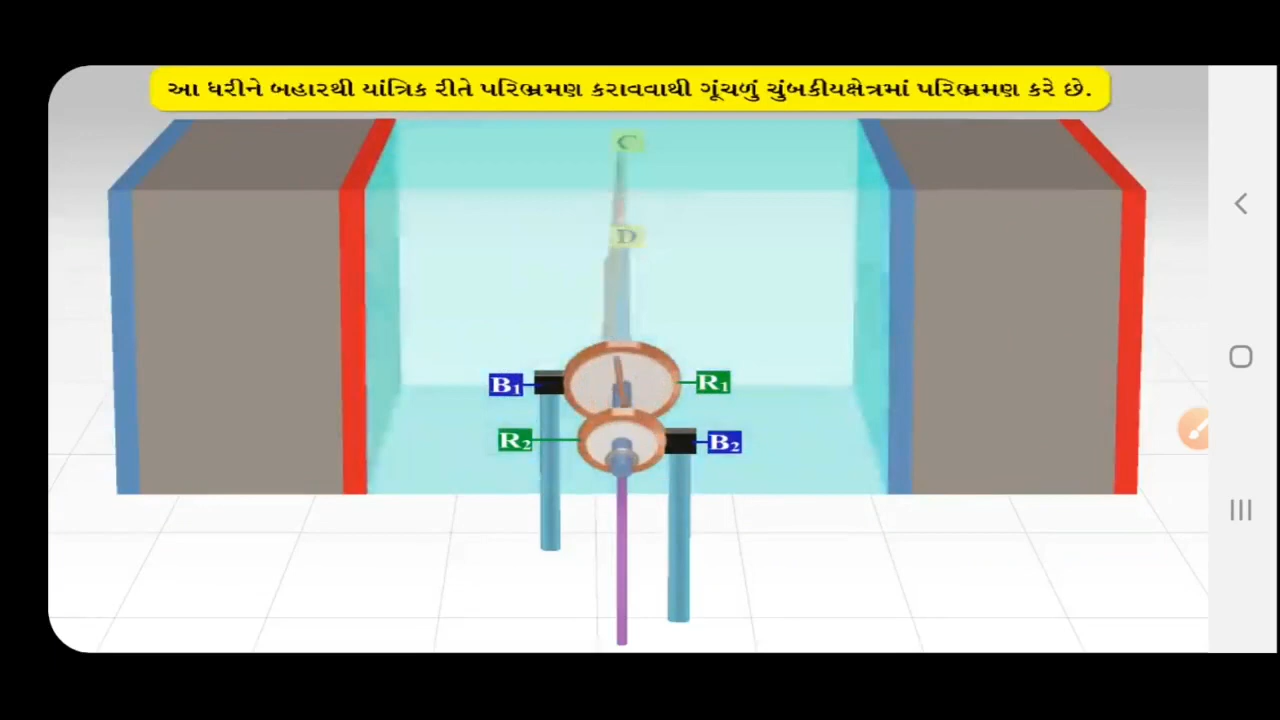 આ ધરીને બહારથી યાંત્રિક રીતે પરિભ્રમણ કરાવવાથી ગૂંચળું ચુંબકીયક્ષેત્રમાં પરિભ્રમણ કરે છે.
C
D
B₁
R₁
R₂
B₂